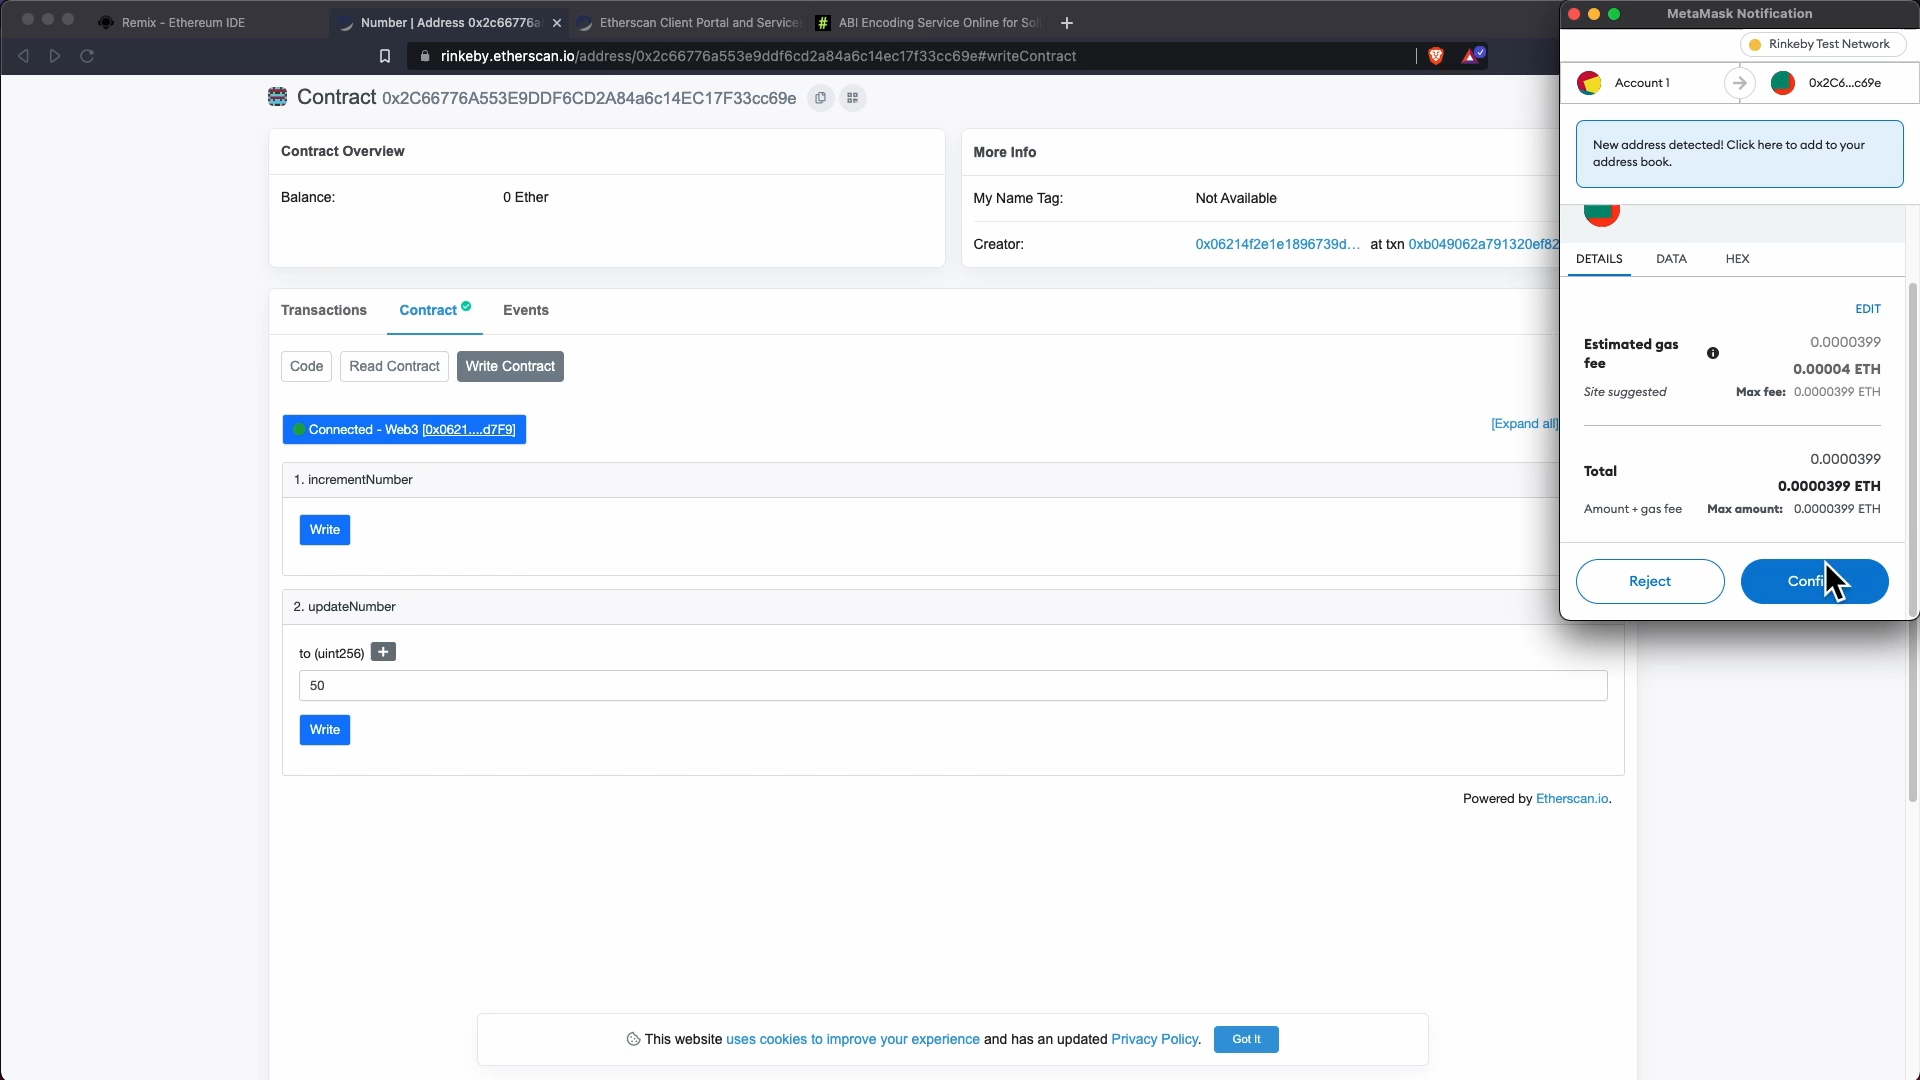 Remix - Ethereum IDE
Number | Address 0x2c66776a
Etherscan Client Portal and Services
ABI Encoding Service Online for Sol
rinkeby.etherscan.io/address/0x2c66776a553e9ddf6cd2a84a6c14ec17f33cc69e#writeContract
Contract 0x2C66776A553E9DDF6CD2A84a6c14EC17F33cc69e
Contract Overview
Balance:
0 Ether
More Info
My Name Tag:
Not Available
Creator:
0x06214f2e1e1896739d... at txn 0xb049062a791320ef82
Transactions
Contract
Events
Code
Read Contract
Write Contract
Connected - Web3 [0x0621....d7F9]
[Expand all]
1. incrementNumber
Write
2. updateNumber
to (uint256) +
50
Write
Powered by Etherscan.io.
This website uses cookies to improve your experience and has an updated Privacy Policy.
Got It
MetaMask Notification
Rinkeby Test Network
Account 1
0x2C6...c69e
New address detected! Click here to add to your
address book.
DETAILS
DATA
HEX
EDIT
Estimated gas
fee
0.0000399
0.00004 ETH
Site suggested
Max fee: 0.0000399 ETH
Total
0.0000399
0.0000399 ETH
Amount + gas fee
Max amount: 0.0000399 ETH
Reject
Confi